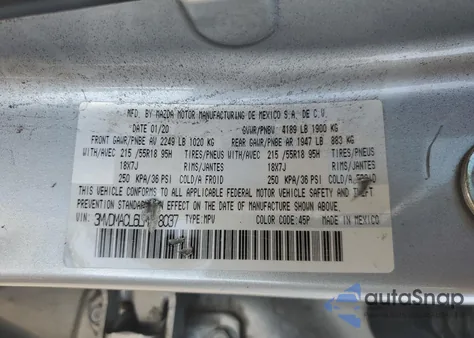 MFD. BY MAZDA MOTOR MANUFACTURING DE MEXICO S.A. DE C.V.
DATE 01/20 GVWR/PNBV 4189 LB 1900 KG
FRONT GAWR/PNBE AV 2249 LB 1020 KG REAR GAWR/PNBE AR 1947 LB 883 KG
WITH/AVEC 215 /55R18 95H TIRES/PNEUS WITH/AVEC 215 /55R18 95H TIRES/PNEUS
18X7J RIMS/JANTES 18X7J RIMS/JANTES
250 KPA/36 PSI COLD/A FROID 250 KPA/36 PSI COLD/A FROID
THIS VEHICLE CONFORMS TO ALL APPLICABLE FEDERAL MOTOR VEHICLE SAFETY AND THEFT
PREVENTION STANDARDS IN EFFECT ON THE DATE OF MANUFACTURE SHOWN ABOVE.
VIN: TYPE:MPV COLOR CODE:45P MADE IN MEXICO
autoSnap